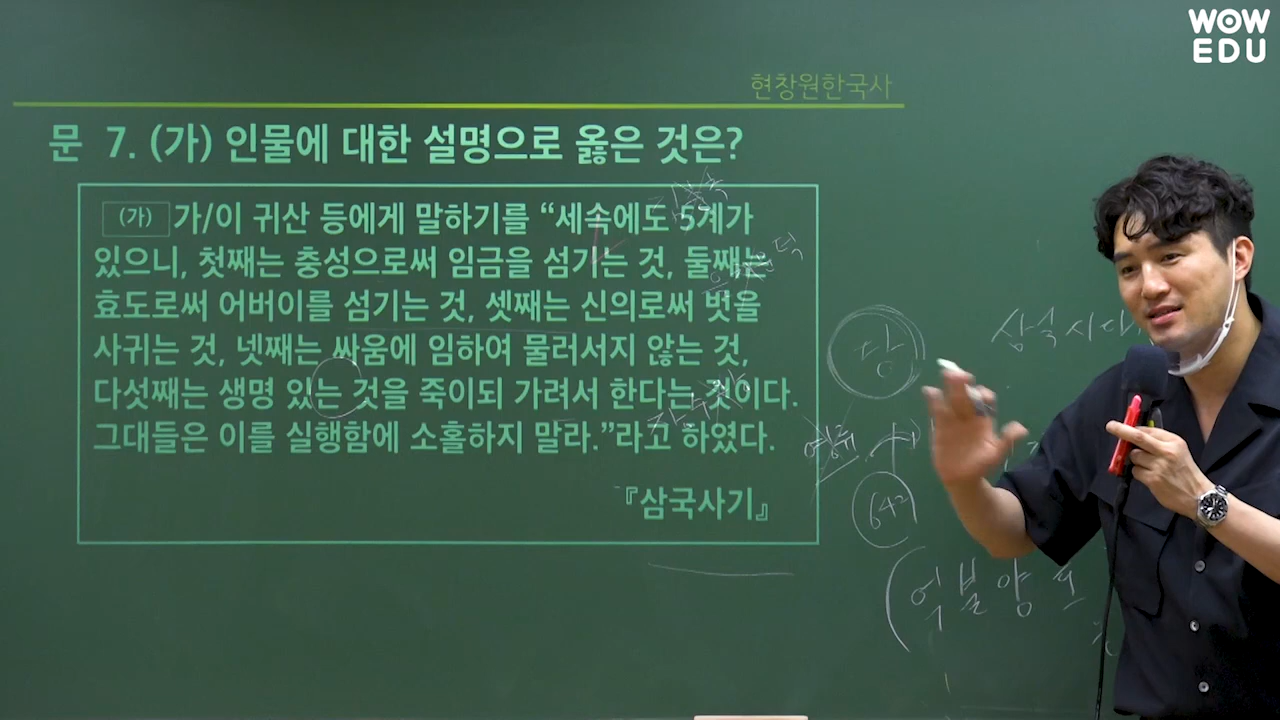 WOW
EDU
현창원한국사
문 7. (가) 인물에 대한 설명으로 옳은 것은?
(가) 가/이 귀산 등에게 말하기를 “세속에도 5계가
있으니, 첫째는 충성으로써 임금을 섬기는 것, 둘째는
효도로써 어버이를 섬기는 것, 셋째는 신의로써 벗을
사귀는 것, 넷째는 싸움에 임하여 물러서지 않는 것,
다섯째는 생명 있는 것을 죽이되 가려서 한다는 것이다.
그대들은 이를 실행함에 소홀하지 말라.”라고 하였다.
『삼국사기』
당
삼실시대
642